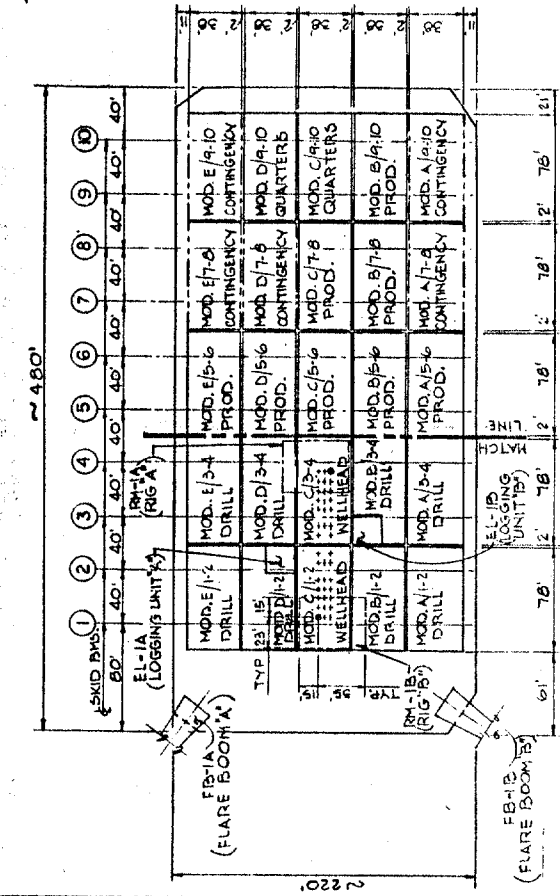 ~ 480'
80' 40' 40' 40' 40' 40' 40' 40' 40' 40' 40'
SKID BMS.
1 2 3 4 5 6 7 8 9 10
EL-1A
(LOGGING UNIT "A")
RM-1A
(RIG "A")
11' 38' 2' 38' 2' 38' 2' 38' 2' 38' 11'
MOD. E/1-2
DRILL
MOD. E/3-4
DRILL
MOD. E/5-6
PROD.
MOD. E/7-8
CONTINGENCY
MOD. E/9-10
CONTINGENCY
MOD. D/1-2
DRILL
MOD. D/3-4
DRILL
MOD. D/5-6
PROD.
MOD. D/7-8
CONTINGENCY
MOD. D/9-10
QUARTERS
MOD. C/1-2
WELLHEAD
MOD. C/3-4
WELLHEAD
MOD. C/5-6
PROD.
MOD. C/7-8
PROD.
MOD. C/9-10
QUARTERS
MOD. B/1-2
DRILL
MOD. B/3-4
DRILL
MOD. B/5-6
PROD.
MOD. B/7-8
PROD.
MOD. B/9-10
PROD.
MOD. A/1-2
DRILL
MOD. A/3-4
DRILL
MOD. A/5-6
PROD.
MOD. A/7-8
CONTINGENCY
MOD. A/9-10
CONTINGENCY
TYP 23' 15'
15' 35' TYP
FB-1A
(FLARE BOOM "A")
RM-1B
(RIG "B")
EL-1B
(LOGGING
UNIT "B")
MATCH
LINE
FB-1B
(FLARE BOOM "B")
~220'
61' 78' 2' 78' 2' 78' 2' 78' 2' 78' 21'